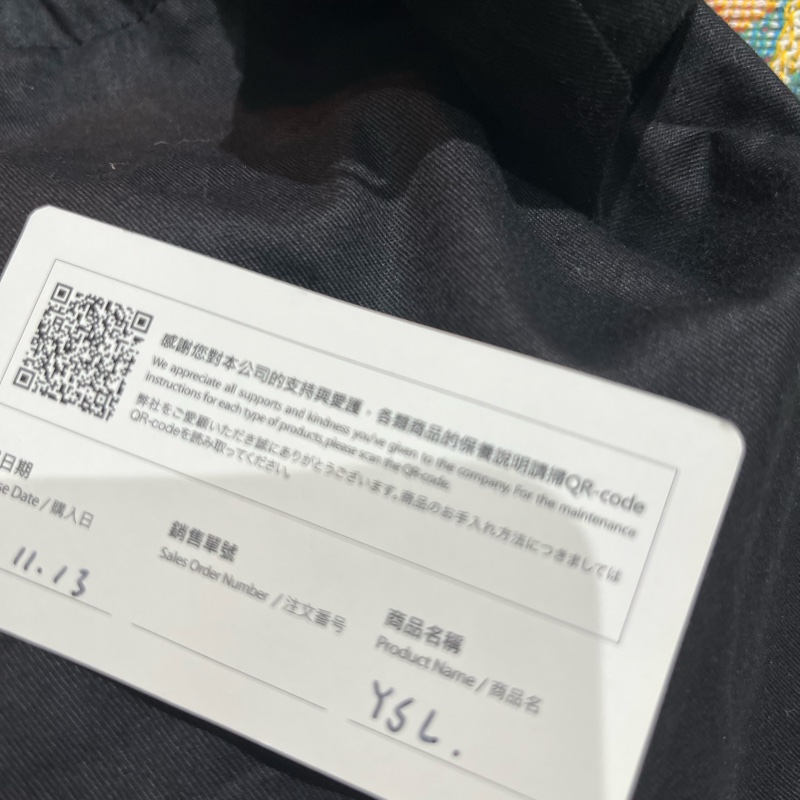 感謝您對本公司的支持與愛護，各類商品的保養說明請掃QR-code
We appreciate all supports and kindness you've given to the company. For the maintenance
instructions for each type of products,please scan the QR-code.
弊社をご愛顧いただき誠にありがとうございます。商品のお手入れ方法につきましては
QR-codeを読み取ってください。
日期
se Date / 購入日
11.13
銷售單號
Sales Order Number / 注文番号
商品名稱
Product Name / 商品名
YSL.